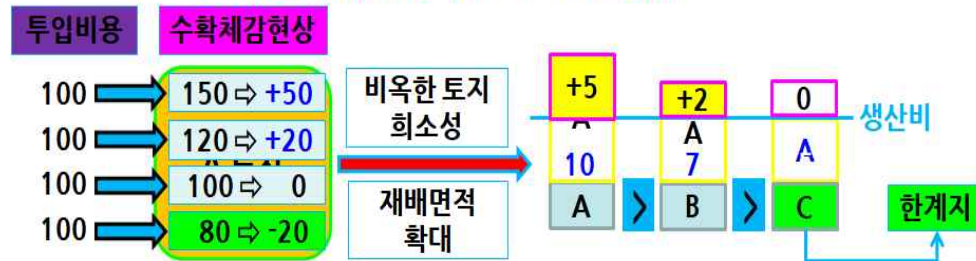 투입비용 수확체감현상
100 150 ⇨ +50
100 120 ⇨ +20
100 100 ⇨ 0
100 80 ⇨ -20
비옥한 토지
희소성
재배면적
확대
+5 +2 0
생산비
A A A
10 7
A > B > C
한계지